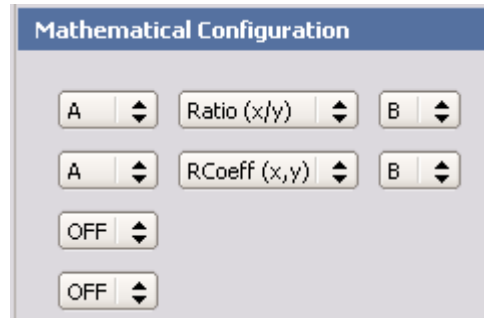 Mathematical Configuration
A Ratio (x/y) B
A RCoeff (x,y) B
OFF
OFF